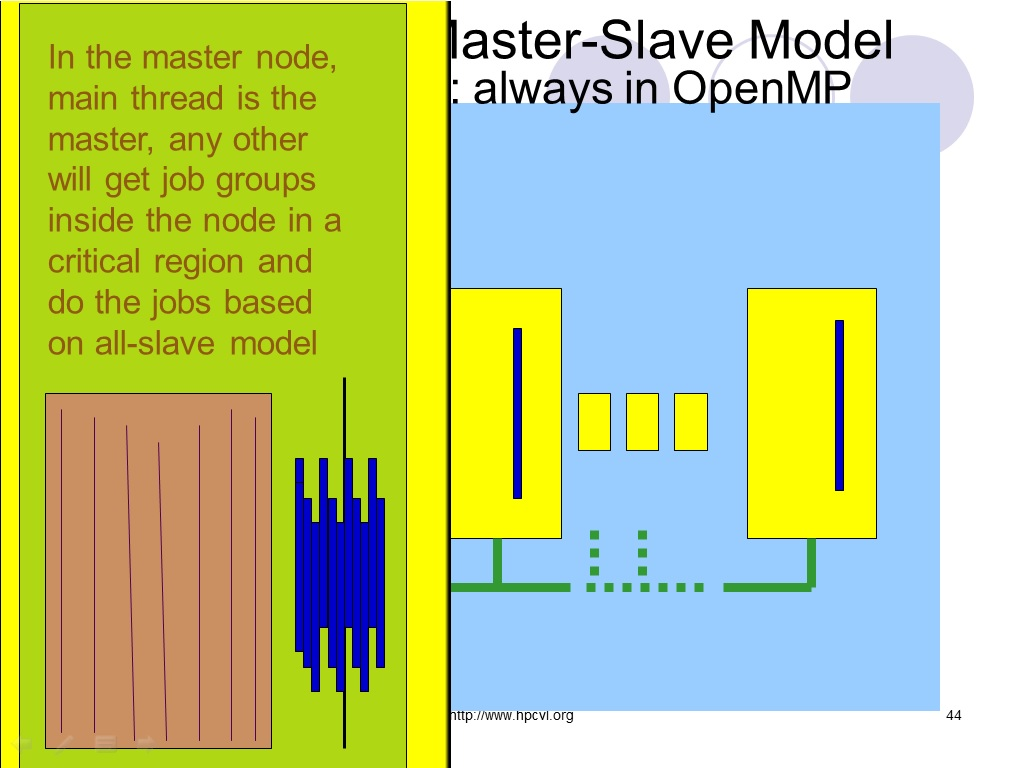 Master-Slave Model
: always in OpenMP
In the master node,
main thread is the
master, any other
will get job groups
inside the node in a
critical region and
do the jobs based
on all-slave model
http://www.hpcvl.org
44